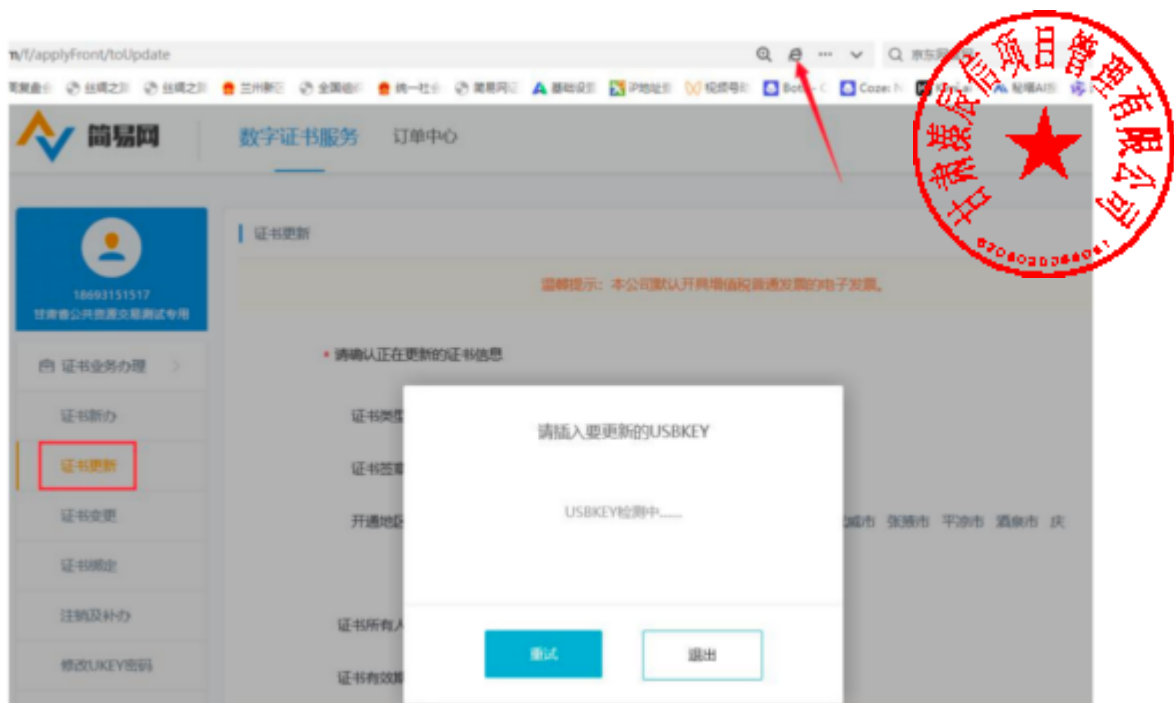 /f/applyFront/toUpdate
简易网
数字证书服务 订单中心
证书更新
18693151517
甘肃省公共资源交易测试专用
温馨提示：本公司默认开具增值税普通发票的电子发票。
证书业务办理
* 请确认正在更新的证书信息
证书新办
证书类型
请插入要更新的USBKEY
证书更新
证书签章
USBKEY检测中......
证书变更
开通地区
威市 张掖市 平凉市 酒泉市 庆
证书绑定
注销及补办
证书所有人
重试 退出
修改UKEY密码
证书有效期
项目管理有限公司